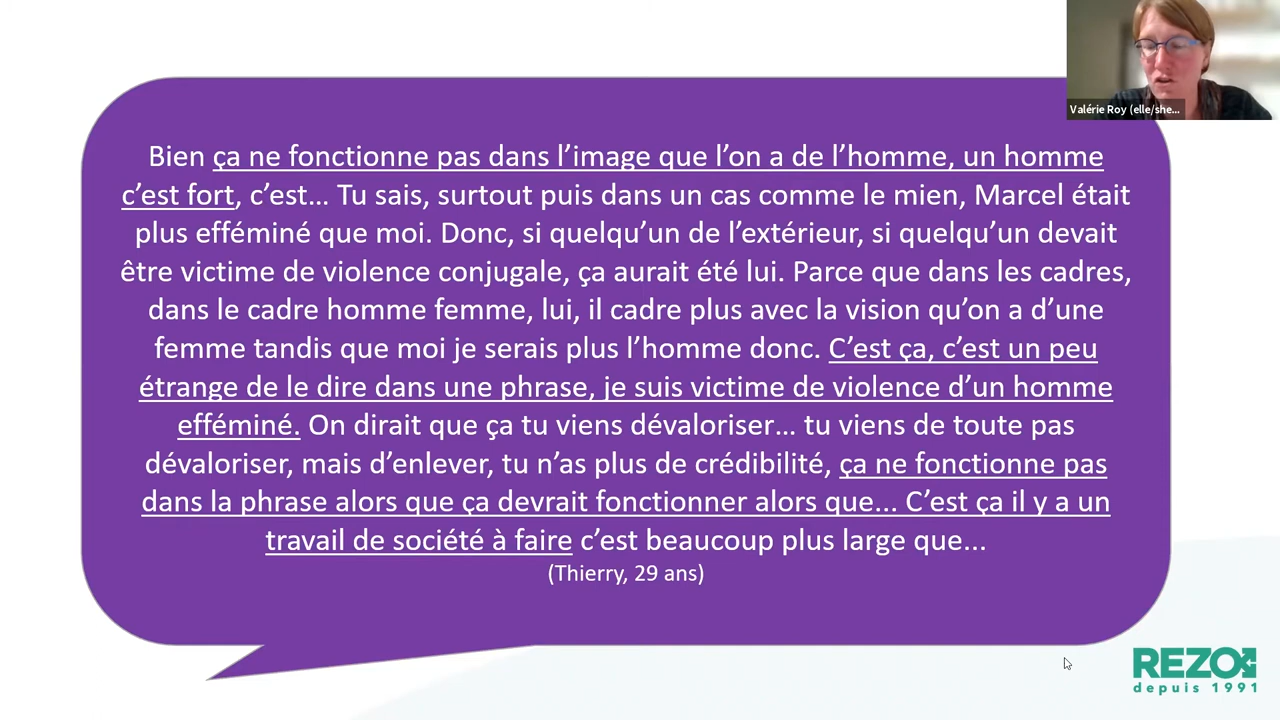 Valérie Roy (elle/she...
Bien ça ne fonctionne pas dans l’image que l’on a de l’homme, un homme
c’est fort, c’est... Tu sais, surtout puis dans un cas comme le mien, Marcel était
plus efféminé que moi. Donc, si quelqu’un de l’extérieur, si quelqu’un devait
être victime de violence conjugale, ça aurait été lui. Parce que dans les cadres,
dans le cadre homme femme, lui, il cadre plus avec la vision qu’on a d’une
femme tandis que moi je serais plus l’homme donc. C’est ça, c’est un peu
étrange de le dire dans une phrase, je suis victime de violence d’un homme
efféminé. On dirait que ça tu viens dévaloriser... tu viens de toute pas
dévaloriser, mais d’enlever, tu n’as plus de crédibilité, ça ne fonctionne pas
dans la phrase alors que ça devrait fonctionner alors que... C’est ça il y a un
travail de société à faire c’est beaucoup plus large que...
(Thierry, 29 ans)
REZO
depuis 1991